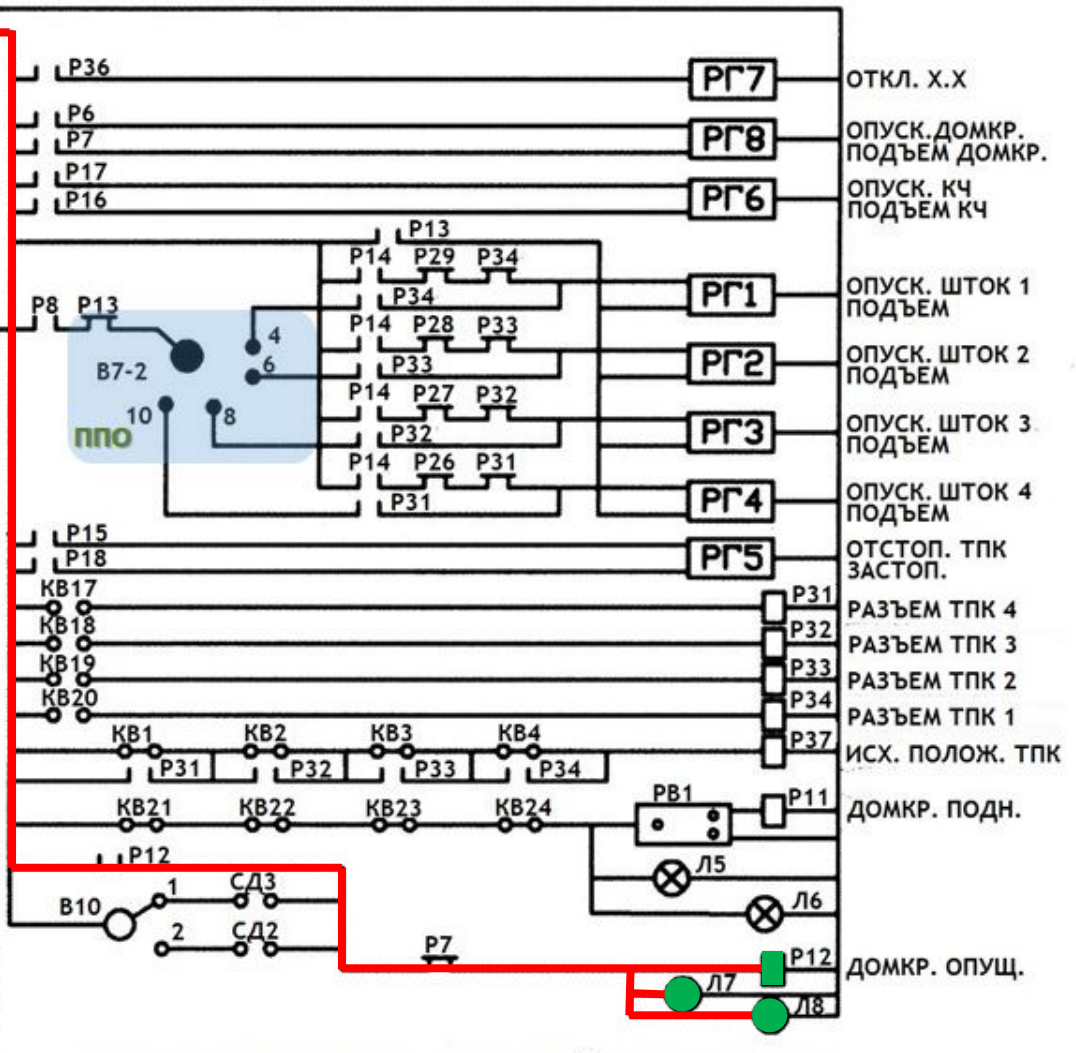 Р36
РГ7
ОТКЛ. Х.Х
Р6
Р7
РГ8
ОПУСК.ДОМКР.
ПОДЪЕМ ДОМКР.
Р17
Р16
РГ6
ОПУСК. КЧ
ПОДЪЕМ КЧ
Р13
Р14 Р29 Р34
Р34
РГ1
ОПУСК. ШТОК 1
ПОДЪЕМ
Р8 Р13
В7-2
4
6
10
8
ППО
Р14 Р28 Р33
Р33
РГ2
ОПУСК. ШТОК 2
ПОДЪЕМ
Р14 Р27 Р32
Р32
РГ3
ОПУСК. ШТОК 3
ПОДЪЕМ
Р14 Р26 Р31
Р31
РГ4
ОПУСК. ШТОК 4
ПОДЪЕМ
Р15
Р18
РГ5
ОТСТОП. ТПК
ЗАСТОП.
КВ17
Р31
РАЗЪЕМ ТПК 4
КВ18
Р32
РАЗЪЕМ ТПК 3
КВ19
Р33
РАЗЪЕМ ТПК 2
КВ20
Р34
РАЗЪЕМ ТПК 1
КВ1 КВ2 КВ3 КВ4
Р37
ИСХ. ПОЛОЖ. ТПК
Р31 Р32 Р33 Р34
КВ21 КВ22 КВ23 КВ24
РВ1
Р11
ДОМКР. ПОДН.
Р12
Л5
В10
1
СД3
Л6
2
СД2
Р7
Р12
ДОМКР. ОПУЩ.
Л7
Л8